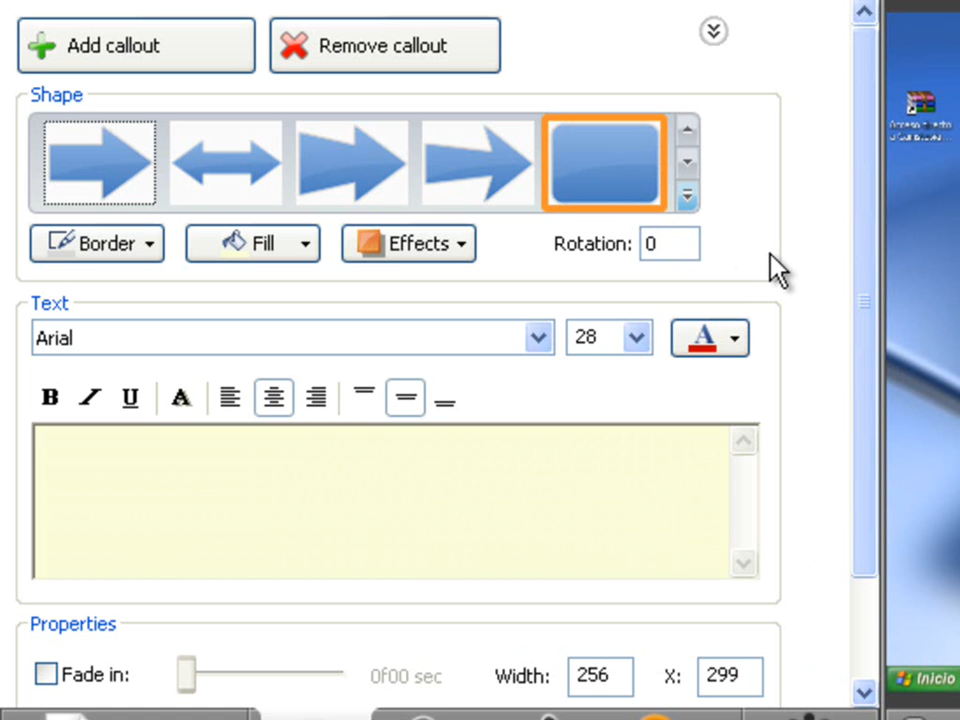 Add callout
Remove callout
Shape
Border
Fill
Effects
Rotation: 0
Text
Arial
28
A
B I U A
Properties
Fade in:
0f00 sec
Width: 256
X: 299
Inicio